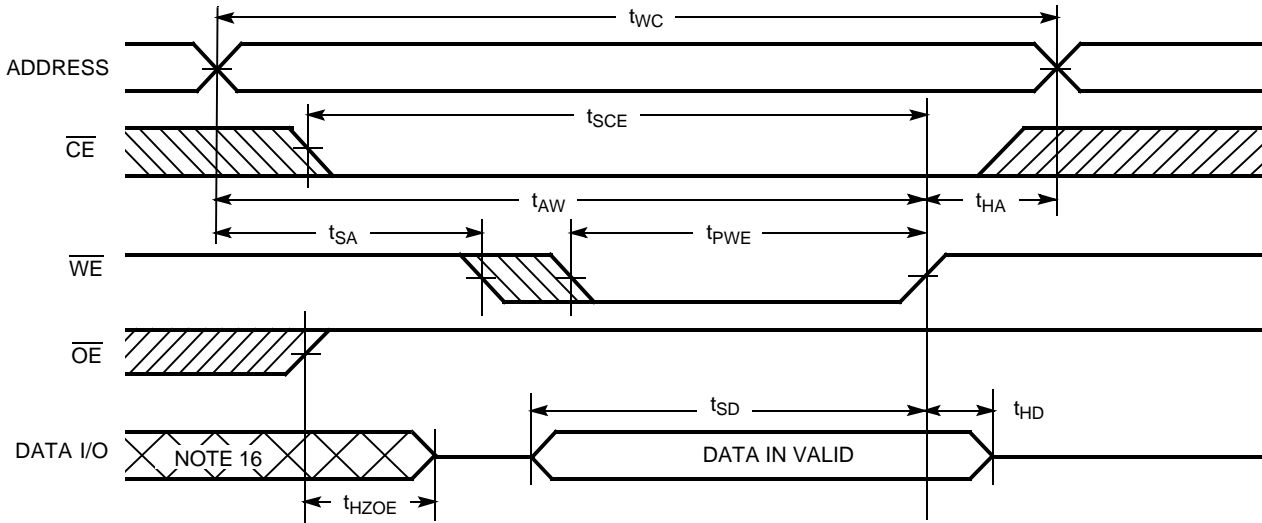 tWC
ADDRESS
tSCE
CE
tAW
tHA
tSA
tPWE
WE
OE
tSD
tHD
DATA I/O
NOTE 16
DATA IN VALID
tHZOE